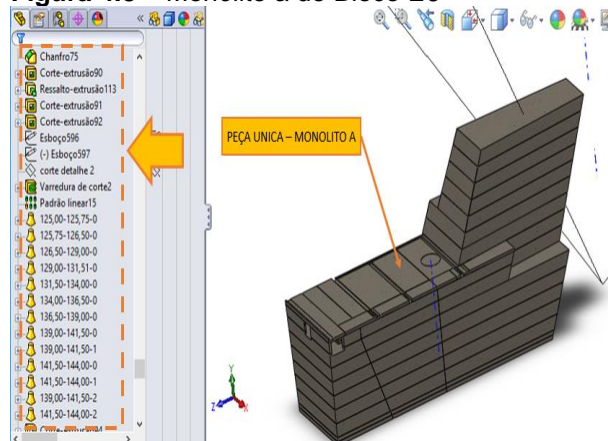 Chanfro75
Corte-extrusão90
Ressalto-extrusão113
Corte-extrusão91
Corte-extrusão92
Esboço596
(-) Esboço597
corte detalhe 2
Varredura de corte2
Padrão linear15
125,00-125,75-0
125,75-126,50-0
126,50-129,00-0
129,00-131,51-0
131,50-134,00-0
134,00-136,50-0
136,50-139,00-0
139,00-141,50-0
139,00-141,50-1
141,50-144,00-0
141,50-144,00-1
139,00-141,50-2
141,50-144,00-2
PEÇA UNICA – MONOLITO A
Y
Z
X